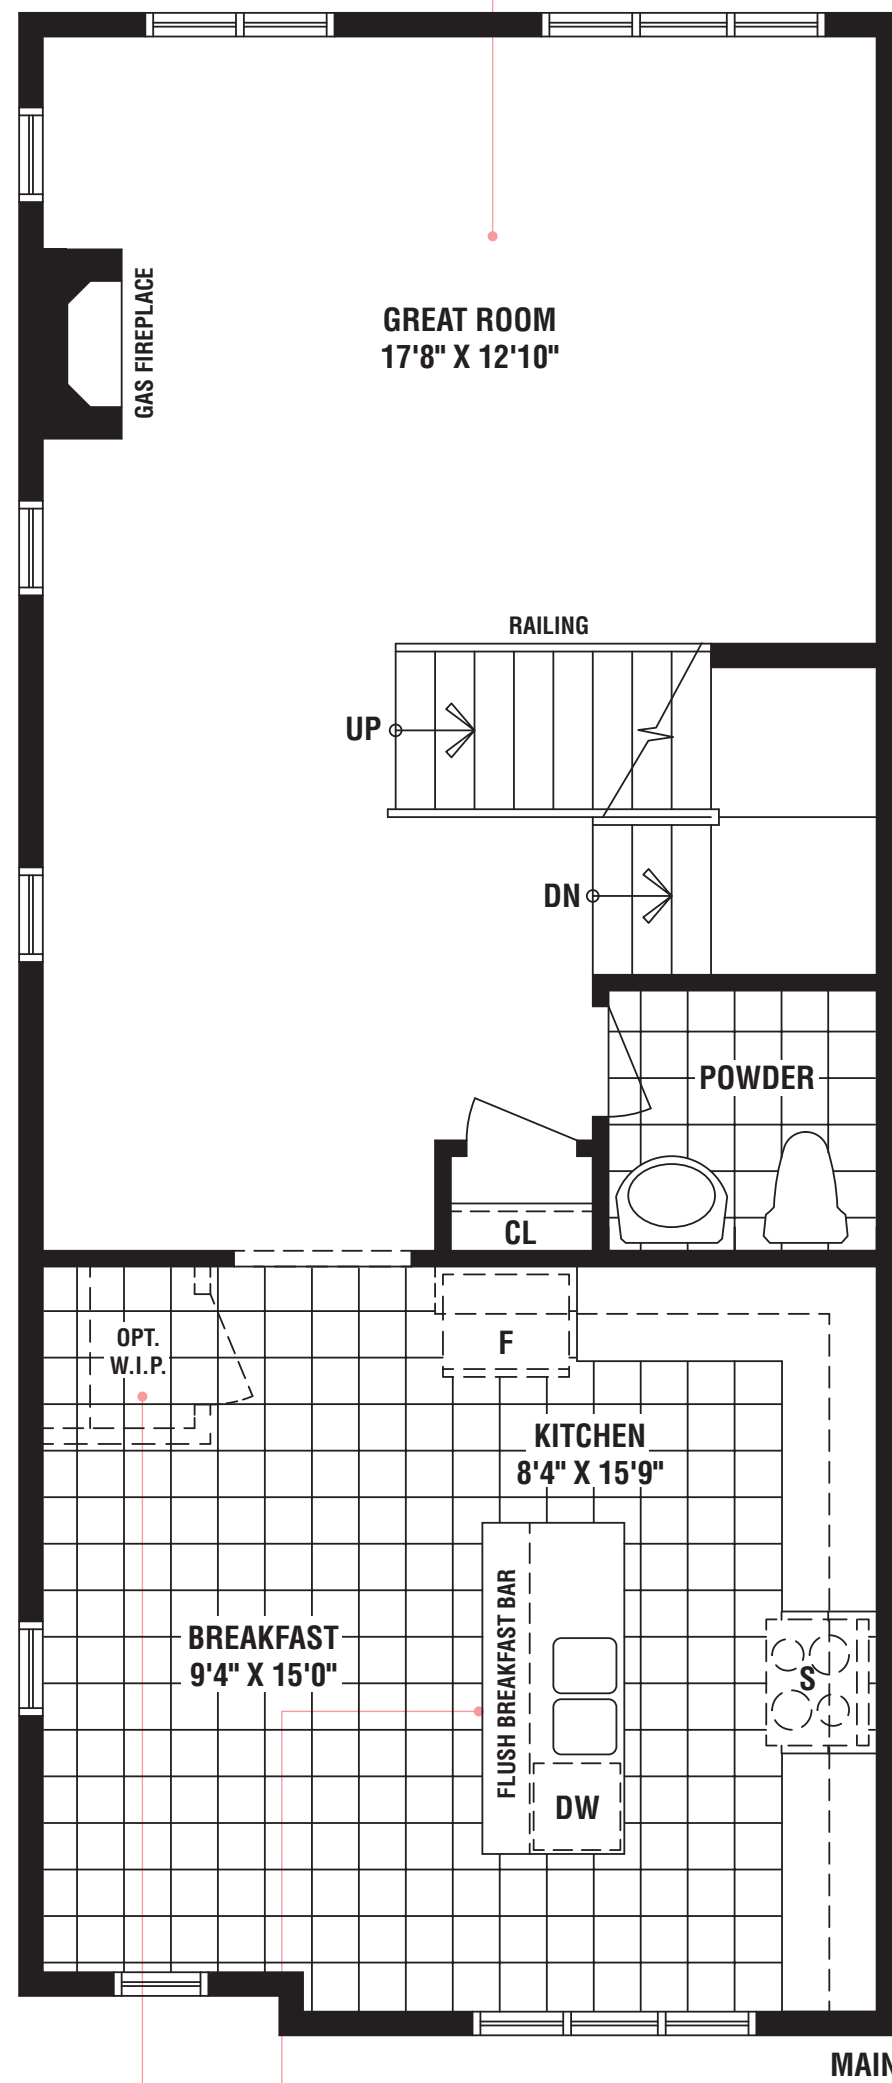 GREAT ROOM
17'8" X 12'10"
GAS FIREPLACE
RAILING
UP
DN
POWDER
CL
OPT.
W.I.P.
F
KITCHEN
8'4" X 15'9"
BREAKFAST
9'4" X 15'0"
FLUSH BREAKFAST BAR
S
DW
MAIN